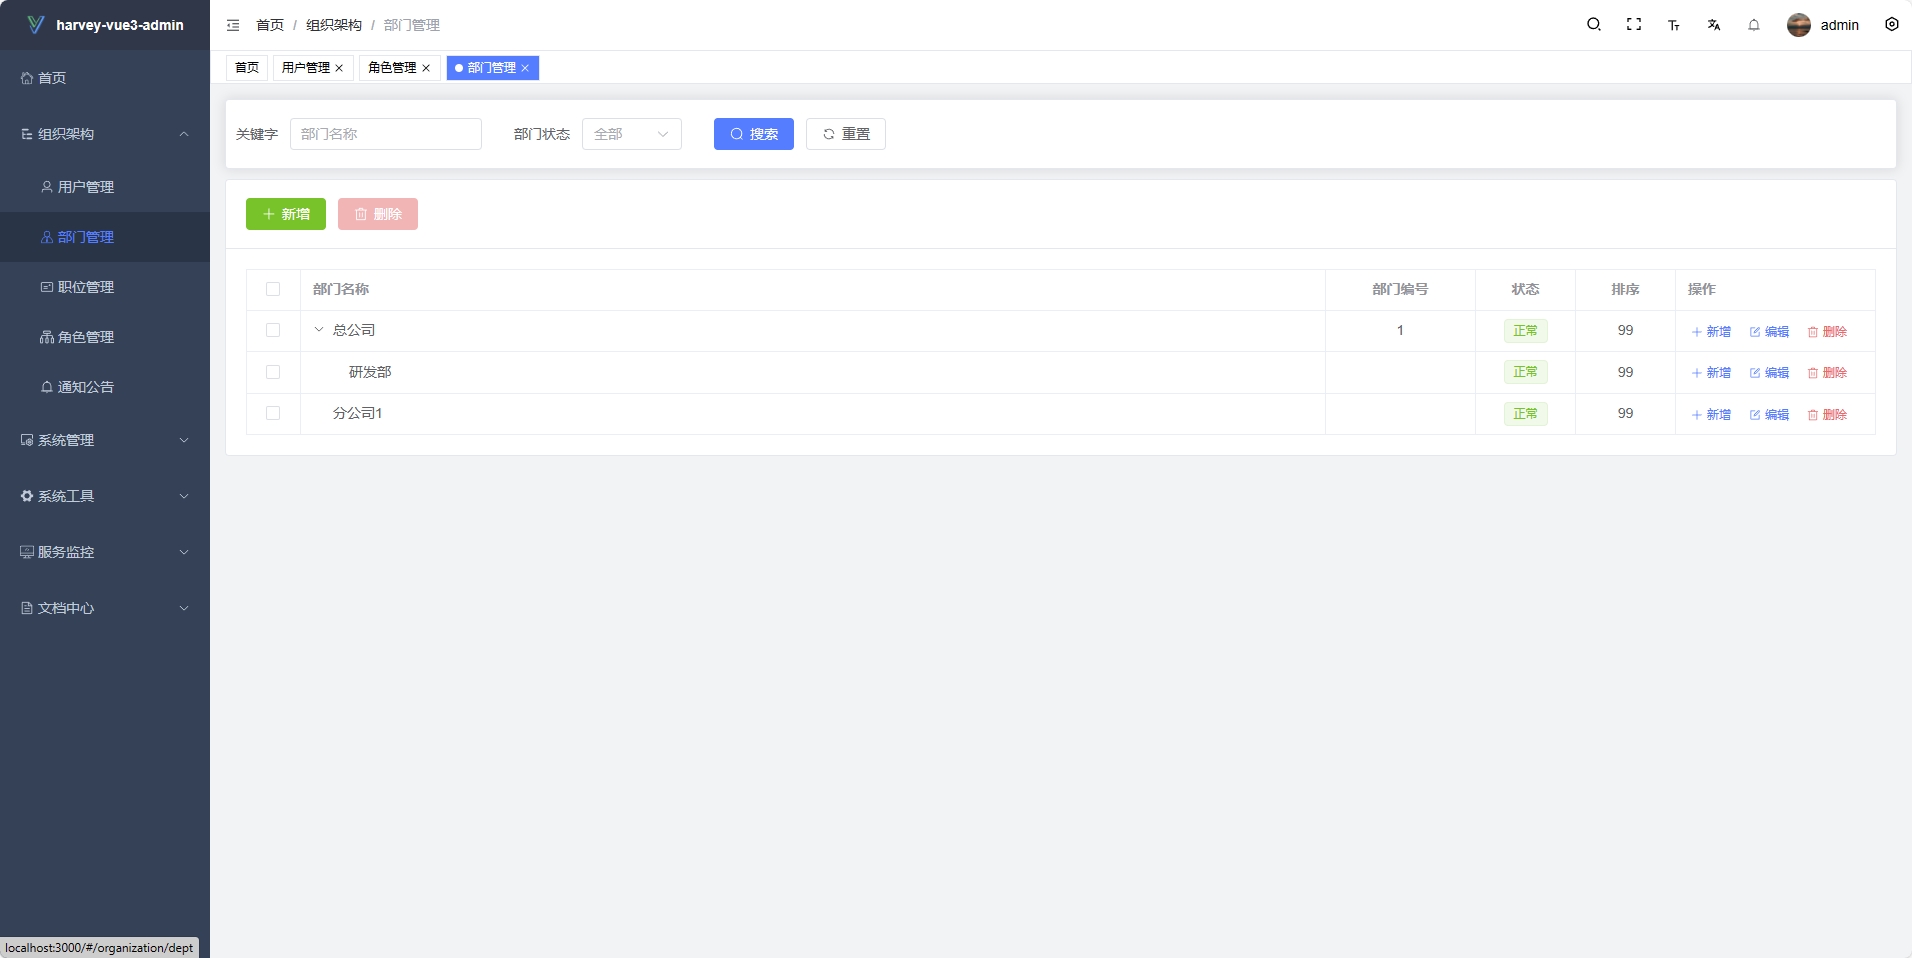 harvey-vue3-admin
首页 / 组织架构 / 部门管理
admin
首页
用户管理
角色管理
部门管理
首页
组织架构
用户管理
部门管理
职位管理
角色管理
通知公告
系统管理
系统工具
服务监控
文档中心
关键字 部门名称 部门状态 全部 搜索 重置
新增 删除
部门名称 部门编号 状态 排序 操作
总公司 1 正常 99 新增 编辑 删除
研发部 正常 99 新增 编辑 删除
分公司1 正常 99 新增 编辑 删除
localhost:3000/#/organization/dept